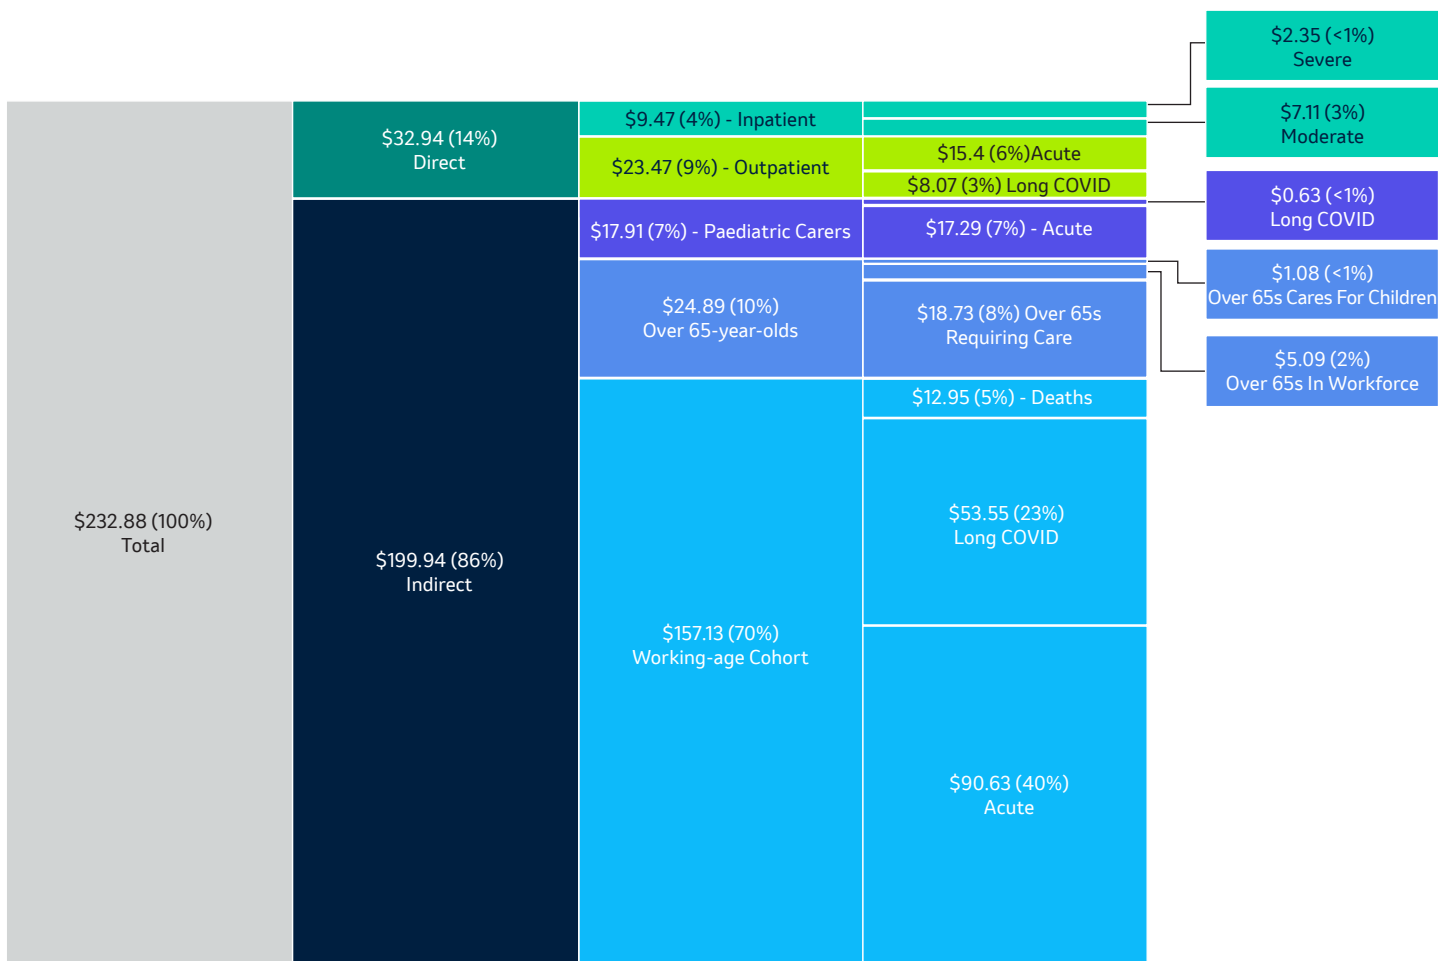 $232.88 (100%)
Total
$32.94 (14%)
Direct
$199.94 (86%)
Indirect
$9.47 (4%) - Inpatient
$23.47 (9%) - Outpatient
$17.91 (7%) - Paediatric Carers
$24.89 (10%)
Over 65-year-olds
$157.13 (70%)
Working-age Cohort
$15.4 (6%)Acute
$8.07 (3%) Long COVID
$17.29 (7%) - Acute
$18.73 (8%) Over 65s
Requiring Care
$12.95 (5%) - Deaths
$53.55 (23%)
Long COVID
$90.63 (40%)
Acute
$2.35 (<1%)
Severe
$7.11 (3%)
Moderate
$0.63 (<1%)
Long COVID
$1.08 (<1%)
Over 65s Cares For Children
$5.09 (2%)
Over 65s In Workforce